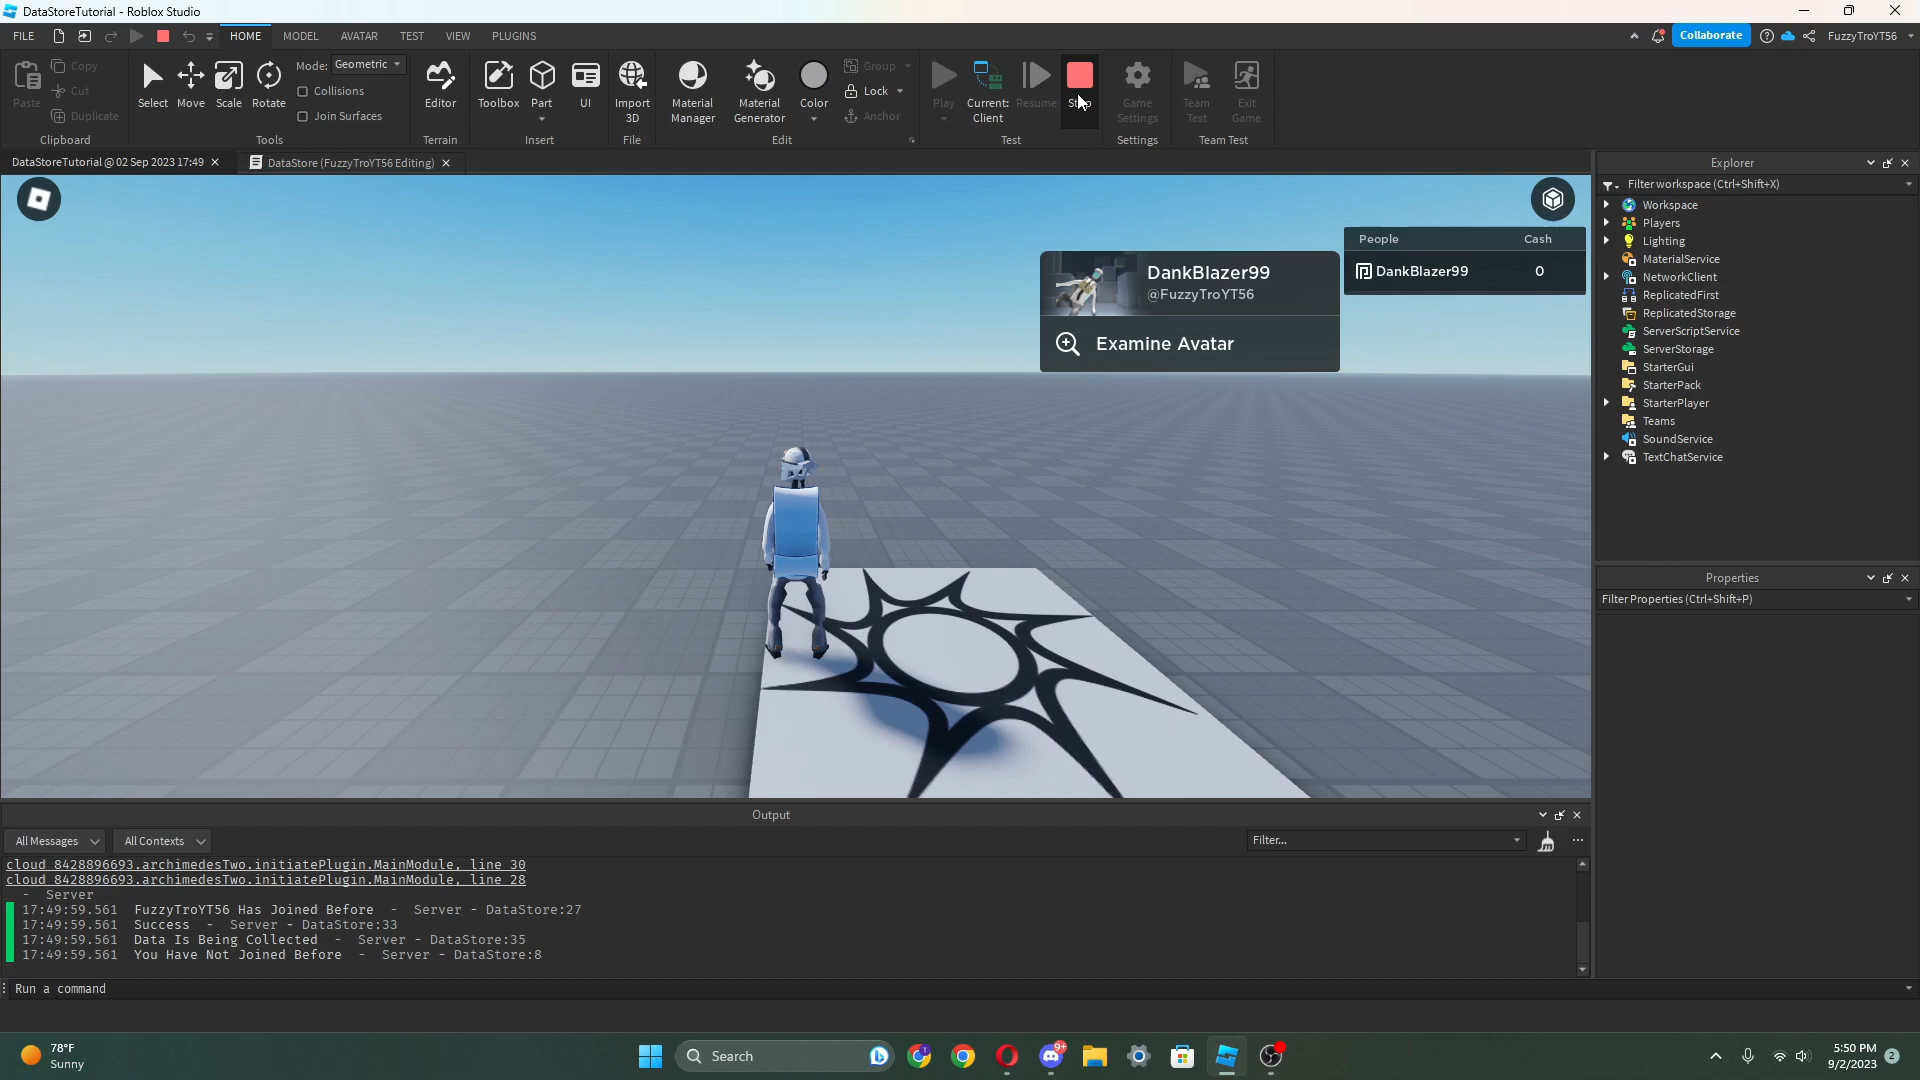 DataStoreTutorial - Roblox Studio
FILE HOME MODEL AVATAR TEST VIEW PLUGINS Collaborate FuzzyTroYT56
Paste Copy Cut Duplicate Clipboard
Select Move Scale Rotate Mode: Geometric Collisions Join Surfaces Tools
Editor Terrain
Toolbox Part UI Insert
Import 3D File
Material Manager Material Generator Color Group Lock Anchor Edit
Play Current: Client Resume Stop Test
Game Settings Settings
Team Test Exit Game Team Test
DataStoreTutorial @ 02 Sep 2023 17:49 DataStore (FuzzyTroYT56 Editing)
People Cash
DankBlazer99 0
DankBlazer99
@FuzzyTroYT56
Examine Avatar
Explorer
Filter workspace (Ctrl+Shift+X)
Workspace
Players
Lighting
MaterialService
NetworkClient
ReplicatedFirst
ReplicatedStorage
ServerScriptService
ServerStorage
StarterGui
StarterPack
StarterPlayer
Teams
SoundService
TextChatService
Properties
Filter Properties (Ctrl+Shift+P)
Output
All Messages All Contexts Filter...
cloud_8428896693.archimedesTwo.initiatePlugin.MainModule, line 30
cloud_8428896693.archimedesTwo.initiatePlugin.MainModule, line 28
- Server
17:49:59.561 FuzzyTroYT56 Has Joined Before - Server - DataStore:27
17:49:59.561 Success - Server - DataStore:33
17:49:59.561 Data Is Being Collected - Server - DataStore:35
17:49:59.561 You Have Not Joined Before - Server - DataStore:8
Run a command
78°F
Sunny
Search
9+
5:50 PM
9/2/2023
2